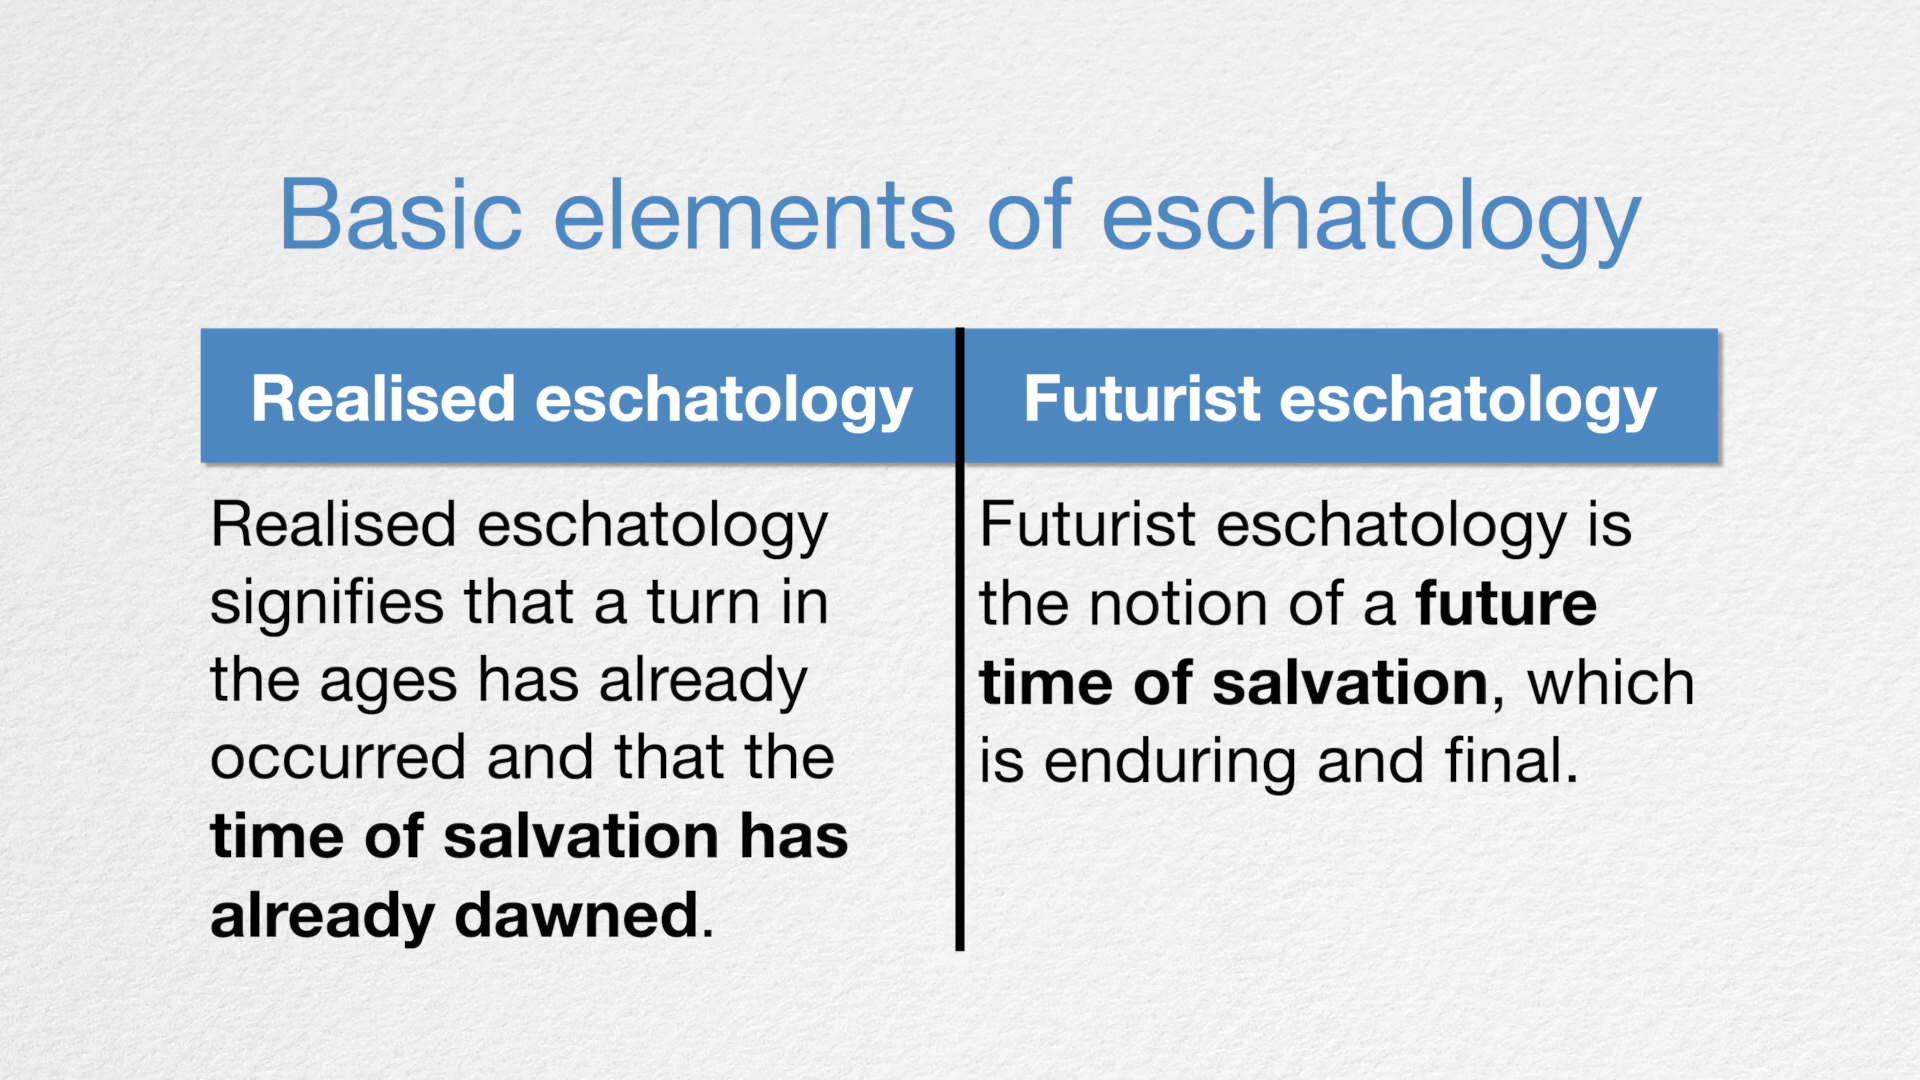 Basic elements of eschatology
Realised eschatology
Realised eschatology
signifies that a turn in
the ages has already
occurred and that the
time of salvation has
already dawned.
Futurist eschatology
Futurist eschatology is
the notion of a future
time of salvation, which
is enduring and final.